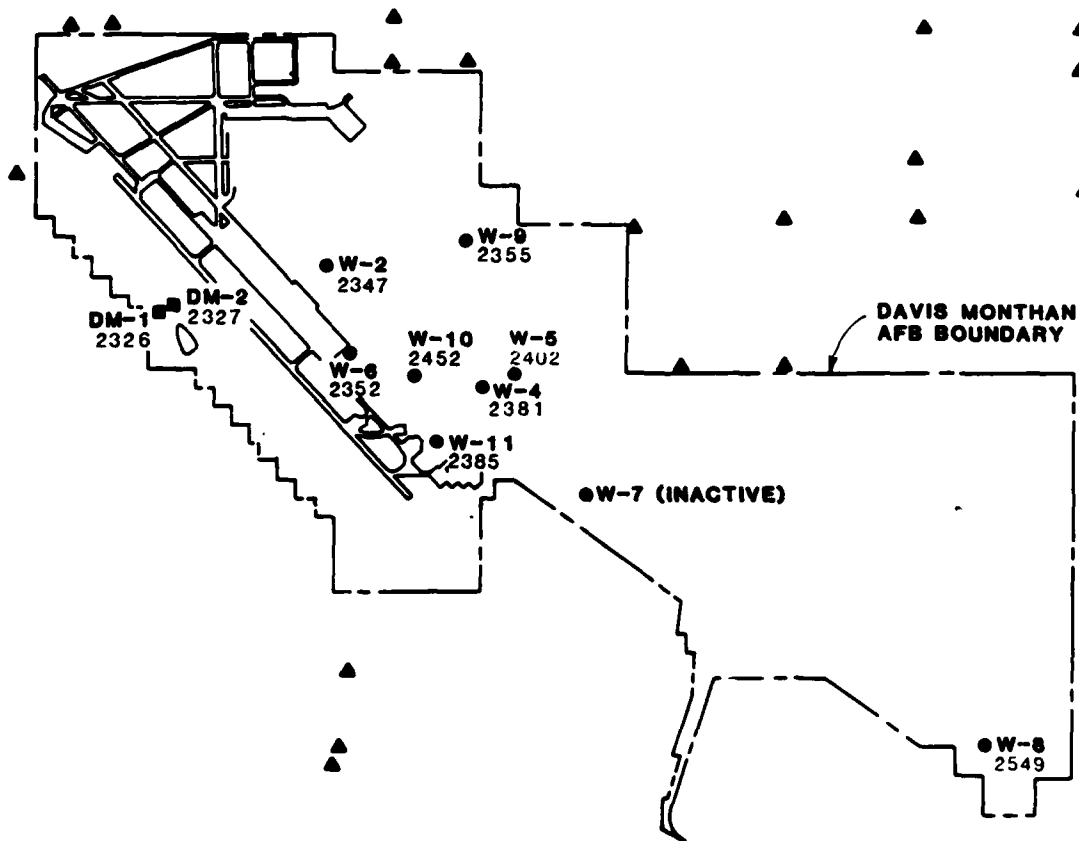 W-9
2355
W-2
2347
DM-2
2327
DM-1
2326
DAVIS MONTHAN
AFB BOUNDARY
W-10
2452
W-5
2402
W-6
2352
W-4
2381
W-11
2385
W-7 (INACTIVE)
W-8
2549